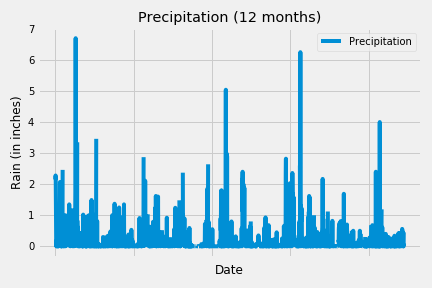 Precipitation (12 months)
Precipitation
Rain (in inches)
7
6
5
4
3
2
1
0
Date